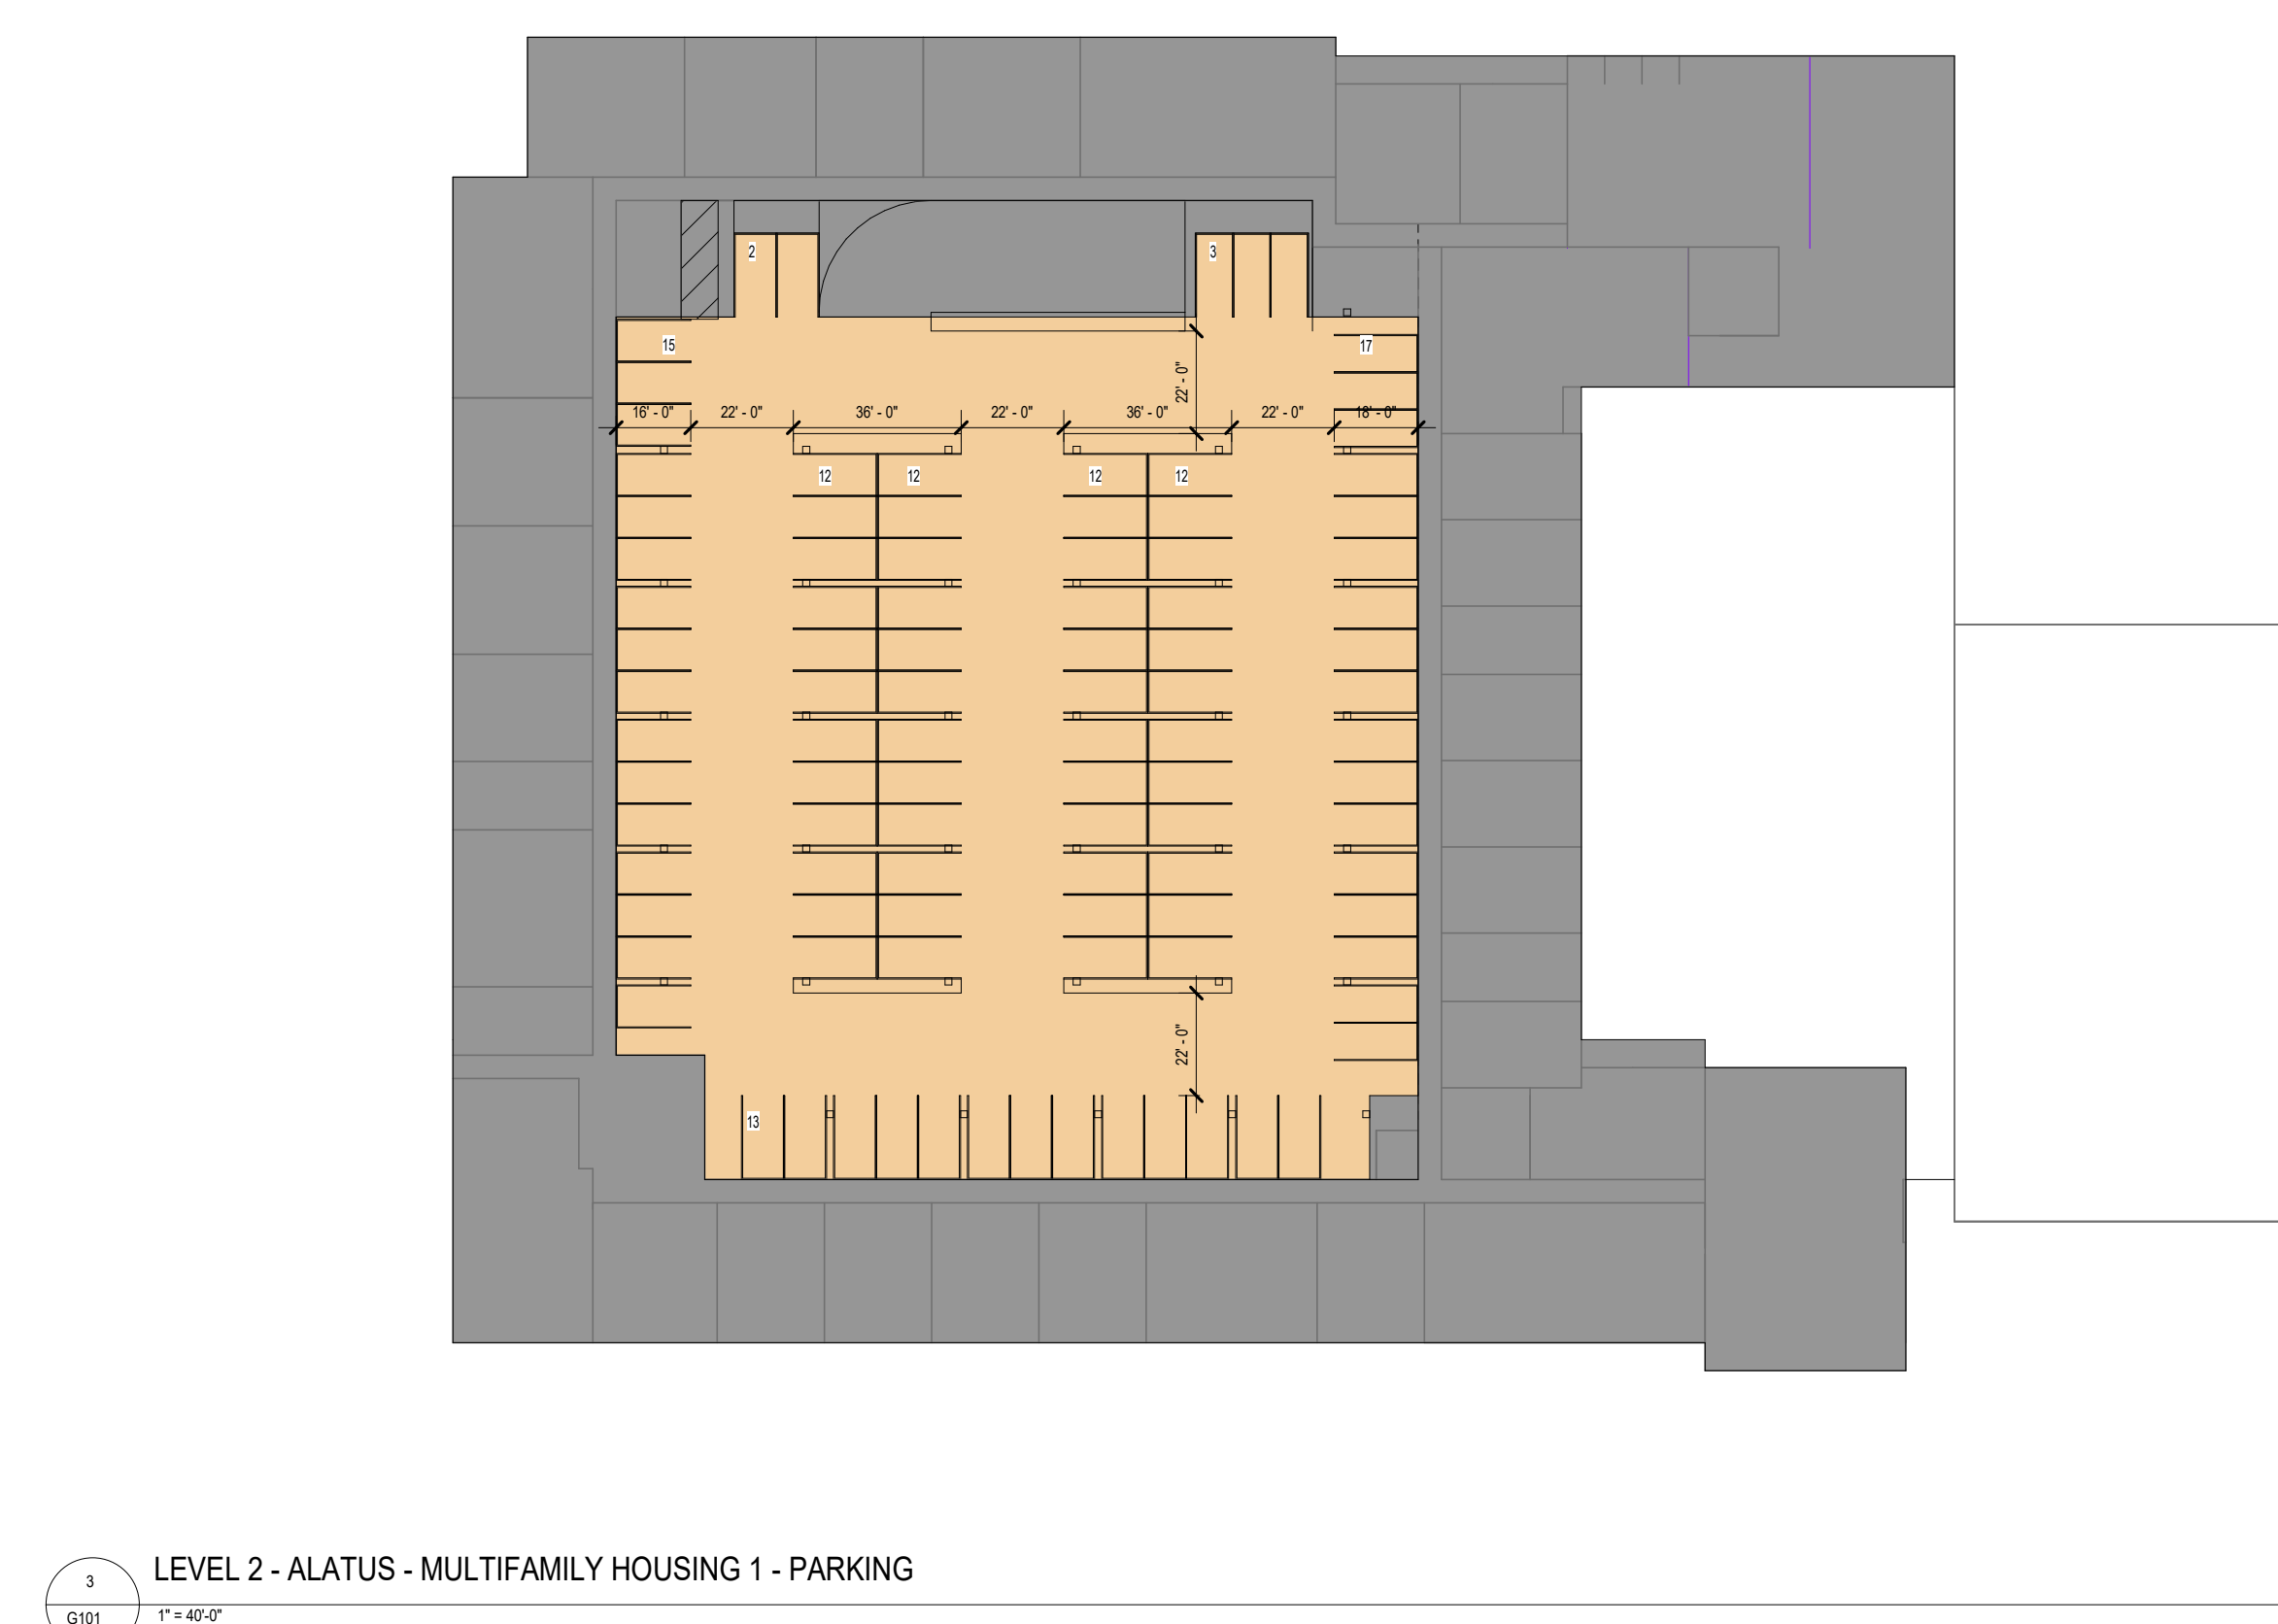 2
3
15
17
22' - 0"
16' - 0"
22' - 0"
36' - 0"
22' - 0"
36' - 0"
22' - 0"
18' - 0"
12
12
12
12
22' - 0"
13
3
LEVEL 2 - ALATUS - MULTIFAMILY HOUSING 1 - PARKING
G101
1" = 40'-0"